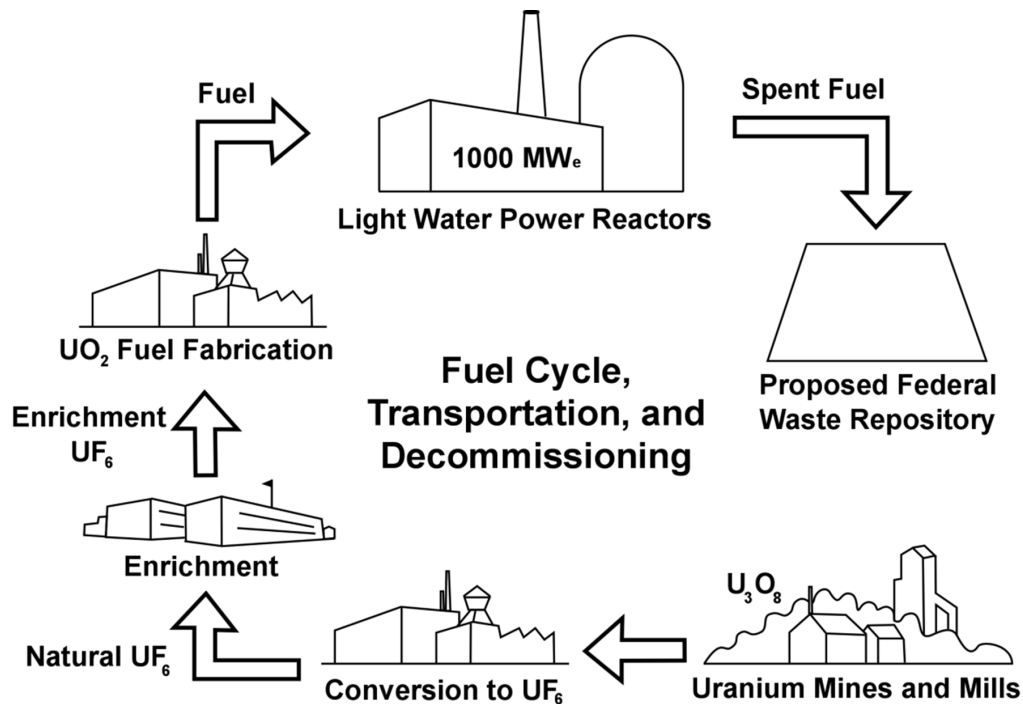 Fuel
Spent Fuel
1000 MWₑ
Light Water Power Reactors
UO₂ Fuel Fabrication
Fuel Cycle,
Transportation, and
Decommissioning
Proposed Federal
Waste Repository
Enrichment
UF₆
Enrichment
U₃O₈
Natural UF₆
Conversion to UF₆
Uranium Mines and Mills